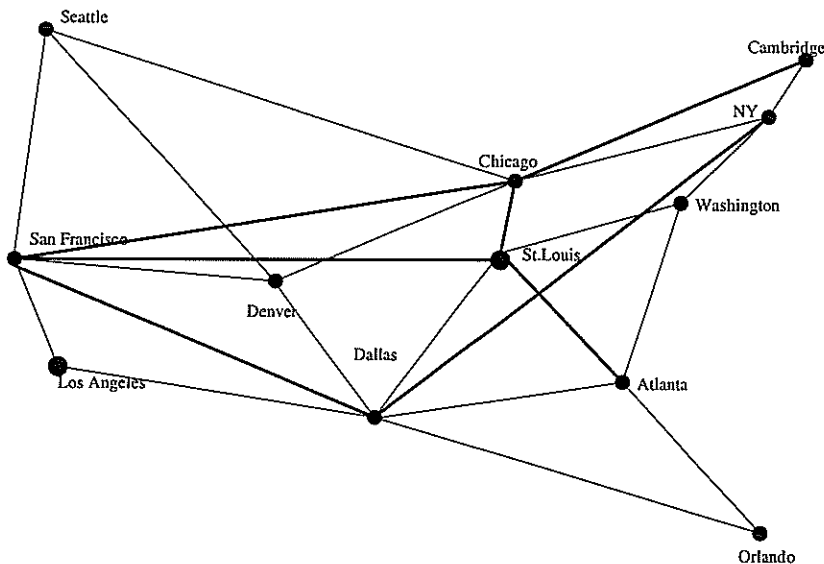 Seattle
Cambridge
NY
Chicago
Washington
San Francisco
St.Louis
Denver
Dallas
Los Angeles
Atlanta
Orlando